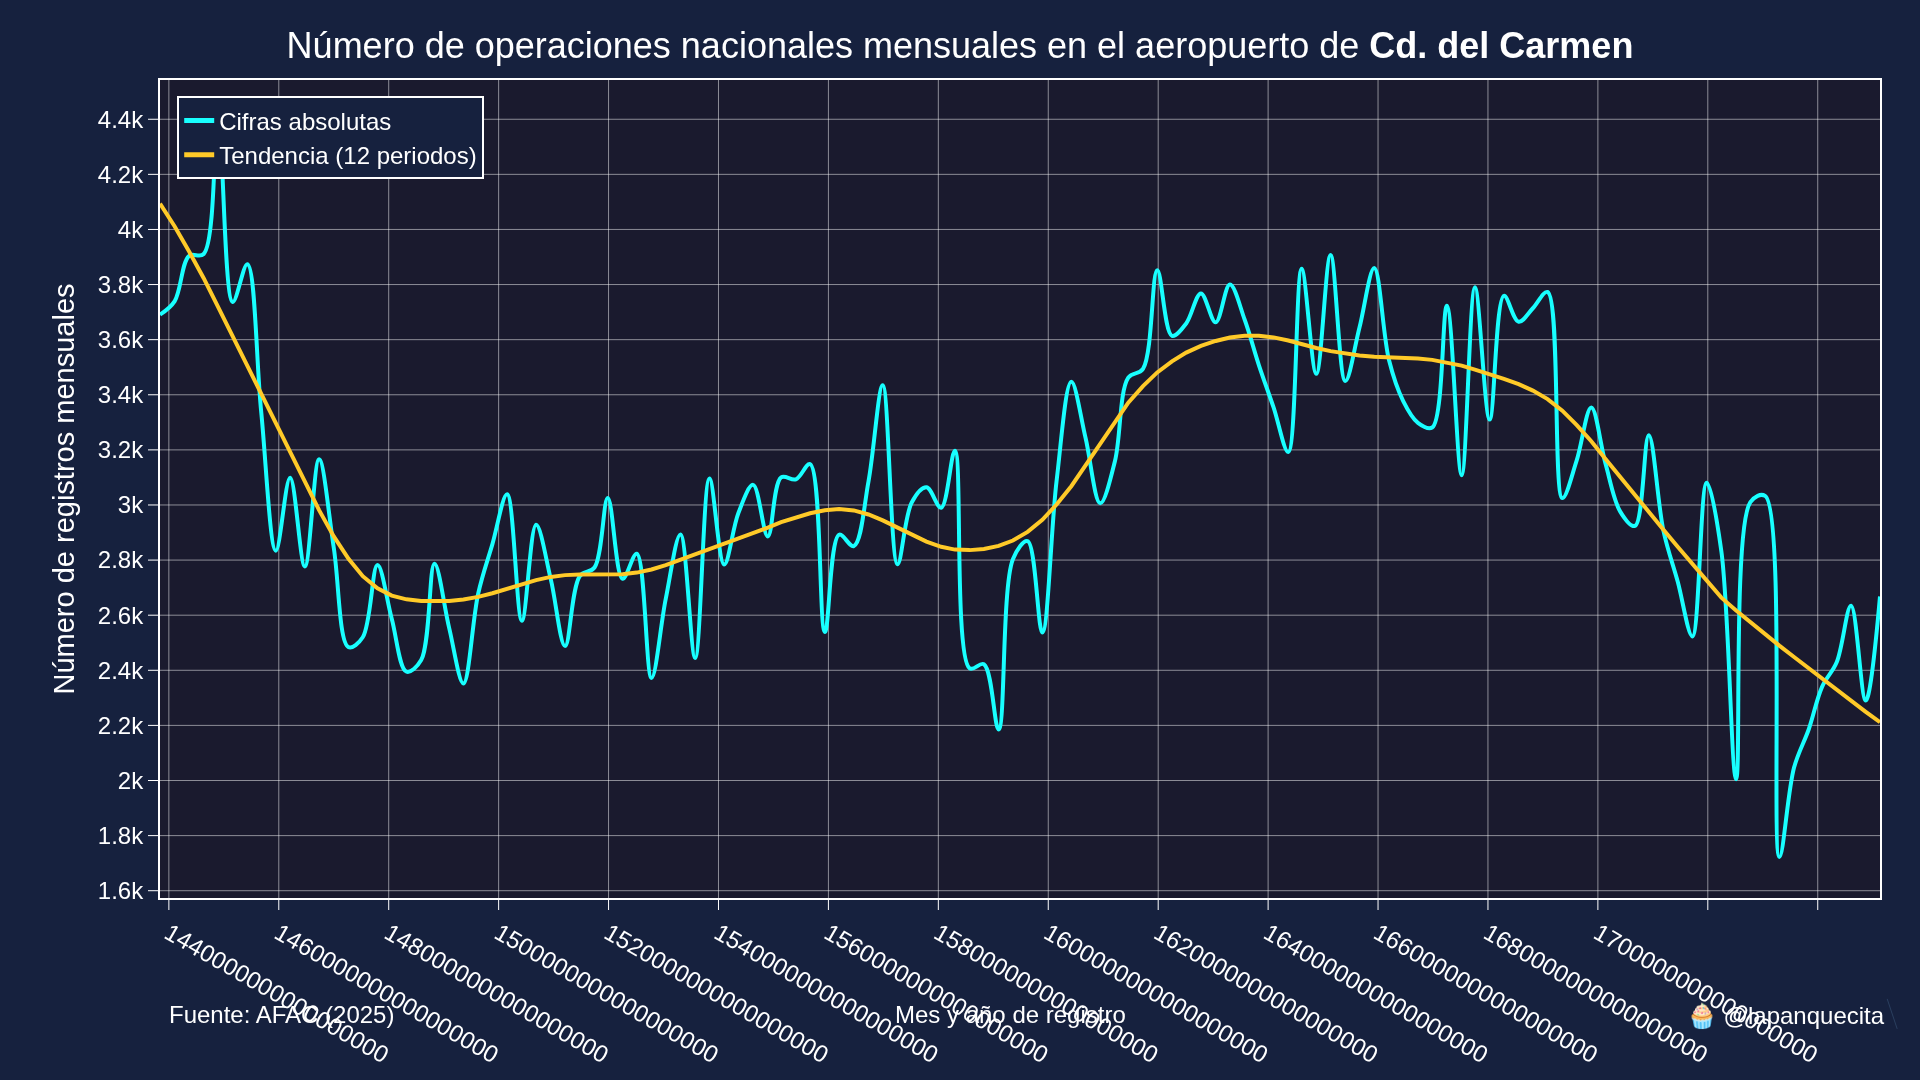 Número de operaciones nacionales mensuales en el aeropuerto de Cd. del Carmen
Cifras absolutas
Tendencia (12 periodos)
Número de registros mensuales
4.4k
4.2k
4k
3.8k
3.6k
3.4k
3.2k
3k
2.8k
2.6k
2.4k
2.2k
2k
1.8k
1.6k
1440000000000000000
1460000000000000000
1480000000000000000
1500000000000000000
1520000000000000000
1540000000000000000
1560000000000000000
1580000000000000000
1600000000000000000
1620000000000000000
1640000000000000000
1660000000000000000
1680000000000000000
1700000000000000000
Fuente: AFAC (2025)
Mes y año de registro
🧁 @lapanquecita